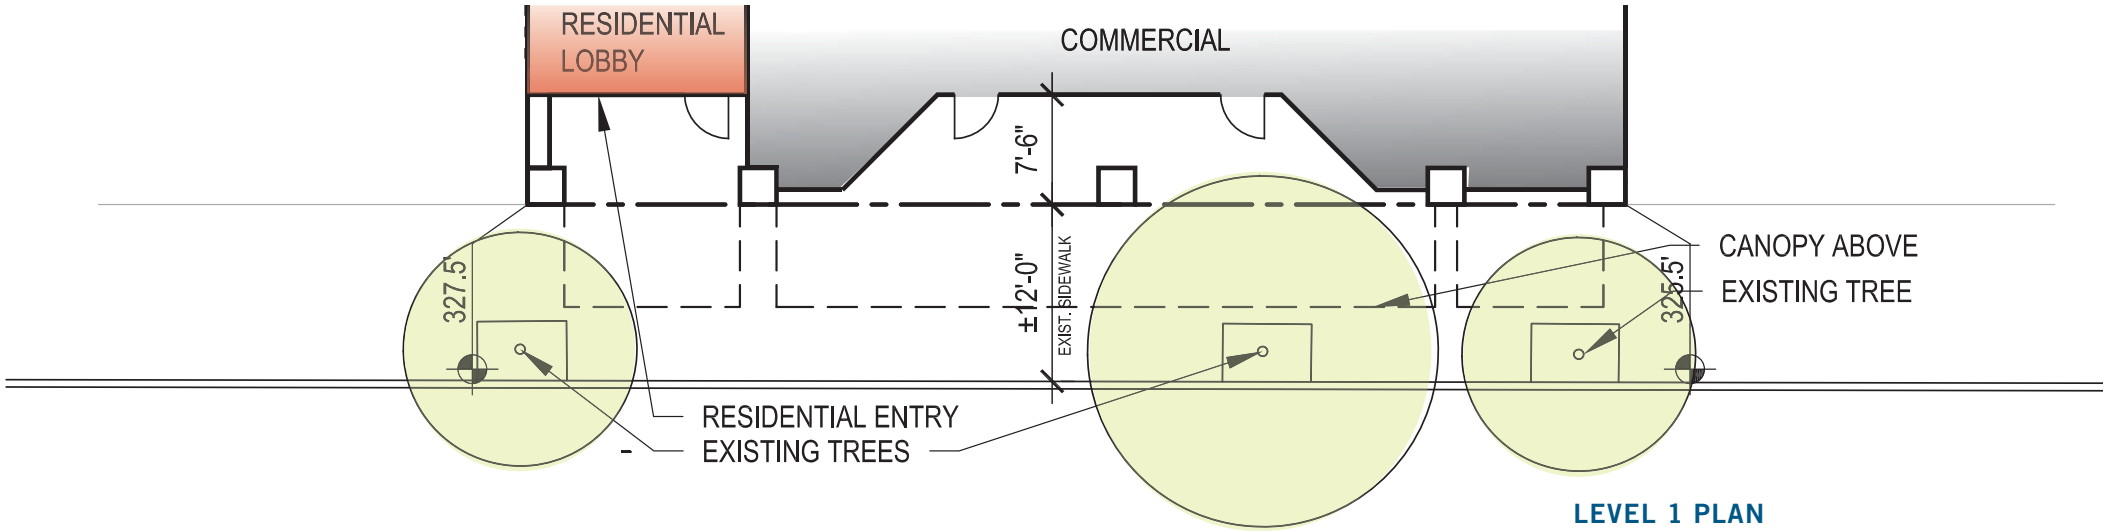 RESIDENTIAL
LOBBY
COMMERCIAL
7'-6"
±12'-0"
EXIST. SIDEWALK
327.5'
325.5'
CANOPY ABOVE
EXISTING TREE
RESIDENTIAL ENTRY
EXISTING TREES
LEVEL 1 PLAN